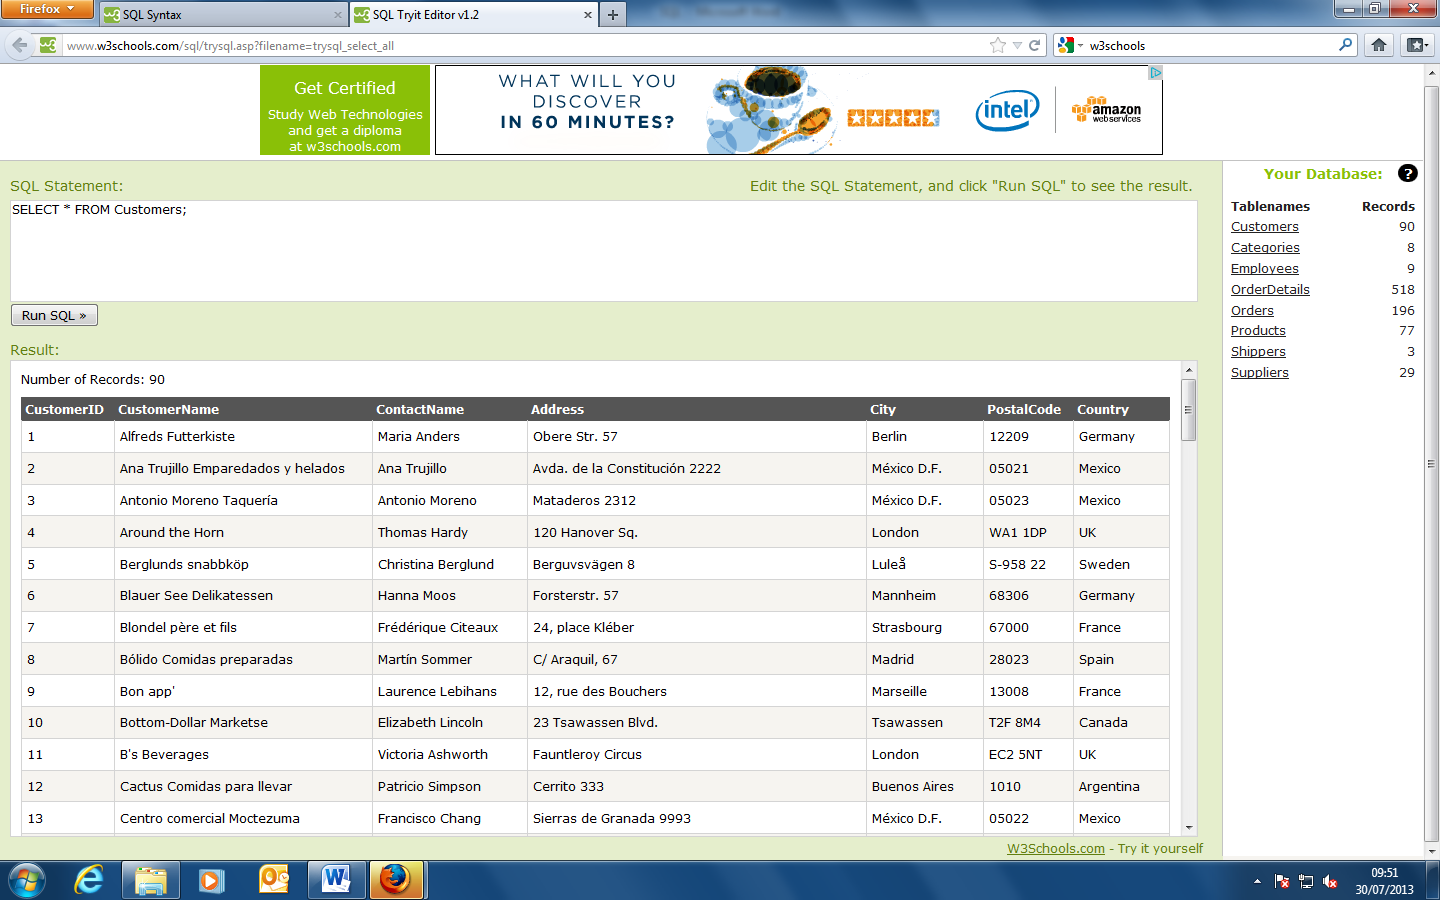 Firefox
SQL Syntax
SQL Tryit Editor v1.2
www.w3schools.com/sql/trysql.asp?filename=trysql_select_all
w3schools
Get Certified
Study Web Technologies
and get a diploma
at w3schools.com
WHAT WILL YOU
DISCOVER
IN 60 MINUTES?
intel
amazon
webservices
SQL Statement:
Edit the SQL Statement, and click "Run SQL" to see the result.
SELECT * FROM Customers;
Run SQL »
Result:
Number of Records: 90
CustomerID CustomerName ContactName Address City PostalCode Country
1 Alfreds Futterkiste Maria Anders Obere Str. 57 Berlin 12209 Germany
2 Ana Trujillo Emparedados y helados Ana Trujillo Avda. de la Constitución 2222 México D.F. 05021 Mexico
3 Antonio Moreno Taquería Antonio Moreno Mataderos 2312 México D.F. 05023 Mexico
4 Around the Horn Thomas Hardy 120 Hanover Sq. London WA1 1DP UK
5 Berglunds snabbköp Christina Berglund Berguvsvägen 8 Luleå S-958 22 Sweden
6 Blauer See Delikatessen Hanna Moos Forsterstr. 57 Mannheim 68306 Germany
7 Blondel père et fils Frédérique Citeaux 24, place Kléber Strasbourg 67000 France
8 Bólido Comidas preparadas Martín Sommer C/ Araquil, 67 Madrid 28023 Spain
9 Bon app' Laurence Lebihans 12, rue des Bouchers Marseille 13008 France
10 Bottom-Dollar Marketse Elizabeth Lincoln 23 Tsawassen Blvd. Tsawassen T2F 8M4 Canada
11 B's Beverages Victoria Ashworth Fauntleroy Circus London EC2 5NT UK
12 Cactus Comidas para llevar Patricio Simpson Cerrito 333 Buenos Aires 1010 Argentina
13 Centro comercial Moctezuma Francisco Chang Sierras de Granada 9993 México D.F. 05022 Mexico
W3Schools.com - Try it yourself
Your Database: ?
Tablenames Records
Customers 90
Categories 8
Employees 9
OrderDetails 518
Orders 196
Products 77
Shippers 3
Suppliers 29
09:51
30/07/2013